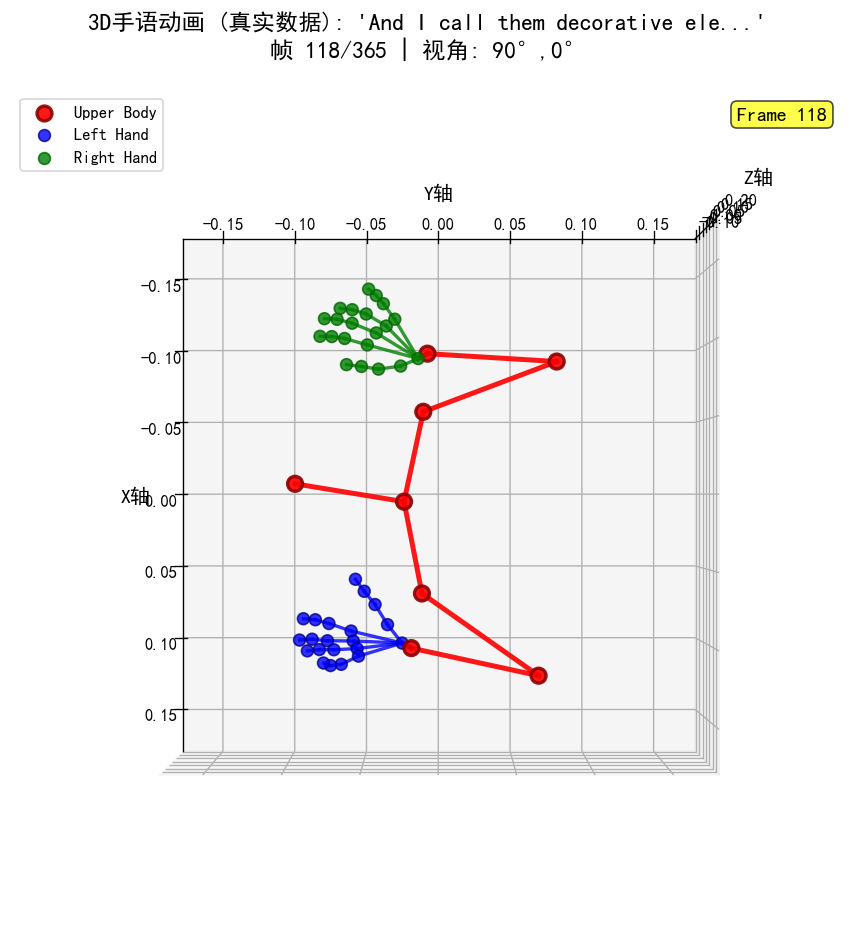 3D手语动画 (真实数据): 'And I call them decorative ele...'
帧 118/365 | 视角: 90°,0°
Upper Body
Left Hand
Right Hand
Frame 118
Z轴
Y轴
-0.15 -0.10 -0.05 0.00 0.05 0.10 0.15
-0.15
-0.10
-0.05
X轴
0.00
0.05
0.10
0.15